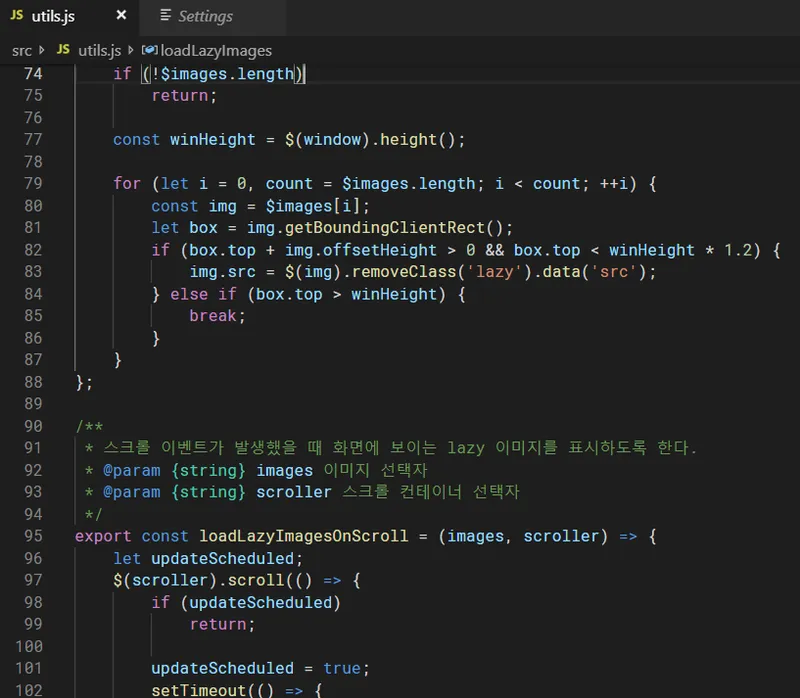 JS utils.js × Settings
src › JS utils.js › loadLazyImages
74 if (!$images.length)
75 return;
76
77 const winHeight = $(window).height();
78
79 for (let i = 0, count = $images.length; i < count; ++i) {
80 const img = $images[i];
81 let box = img.getBoundingClientRect();
82 if (box.top + img.offsetHeight > 0 && box.top < winHeight * 1.2) {
83 img.src = $(img).removeClass('lazy').data('src');
84 } else if (box.top > winHeight) {
85 break;
86 }
87 }
88 };
89
90 /**
91 * 스크롤 이벤트가 발생했을 때 화면에 보이는 lazy 이미지를 표시하도록 한다.
92 * @param {string} images 이미지 선택자
93 * @param {string} scroller 스크롤 컨테이너 선택자
94 */
95 export const loadLazyImagesOnScroll = (images, scroller) => {
96 let updateScheduled;
97 $(scroller).scroll(() => {
98 if (updateScheduled)
99 return;
100
101 updateScheduled = true;
102 setTimeout(() => {